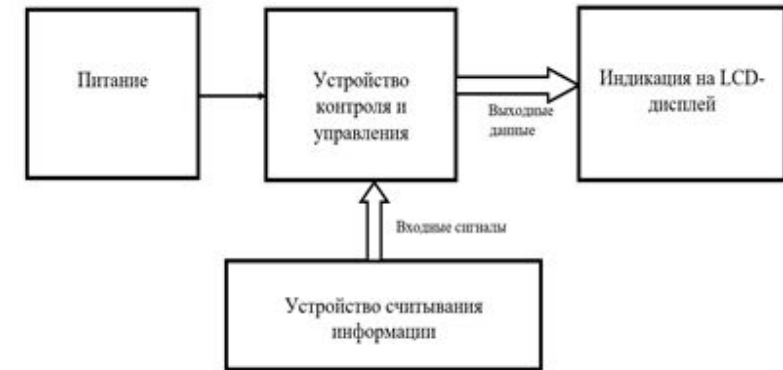 Питание
Устройство
контроля и
управления
Выходные
данные
Индикация на LCD-
дисплей
Входные сигналы
Устройство считывания
информации